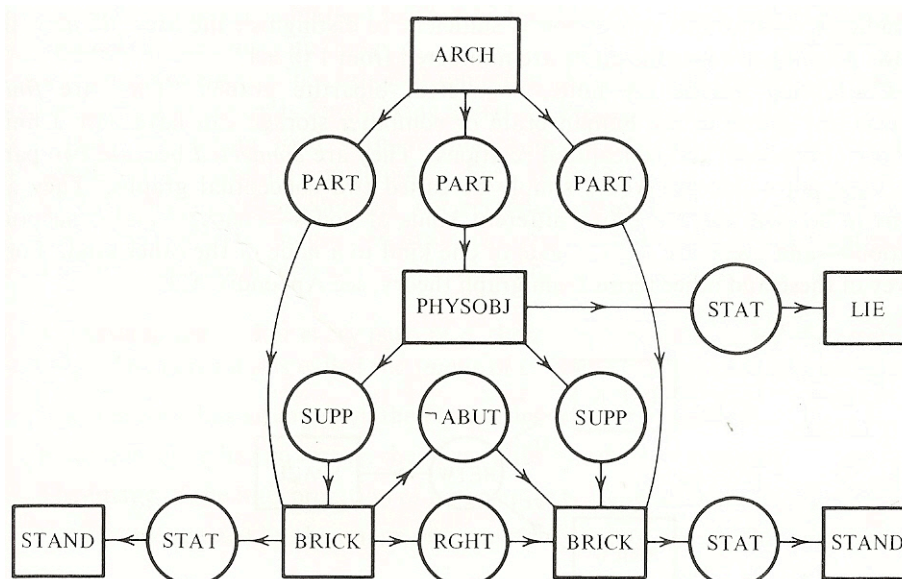 ARCH
PART PART PART
PHYSOBJ STAT LIE
SUPP ¬ABUT SUPP
STAND STAT BRICK RGHT BRICK STAT STAND